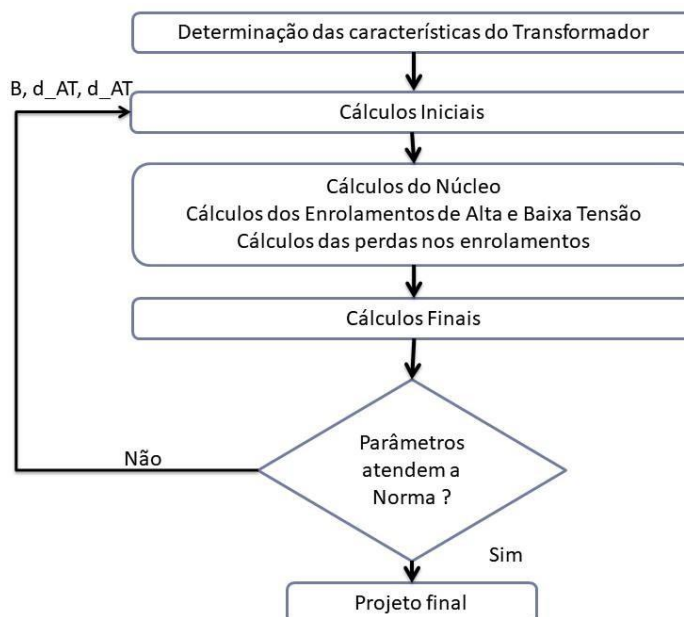 Determinação das características do Transformador
B, d_AT, d_AT
Cálculos Iniciais
Cálculos do Núcleo
Cálculos dos Enrolamentos de Alta e Baixa Tensão
Cálculos das perdas nos enrolamentos
Cálculos Finais
Parâmetros
atendem a
Norma ?
Não
Sim
Projeto final